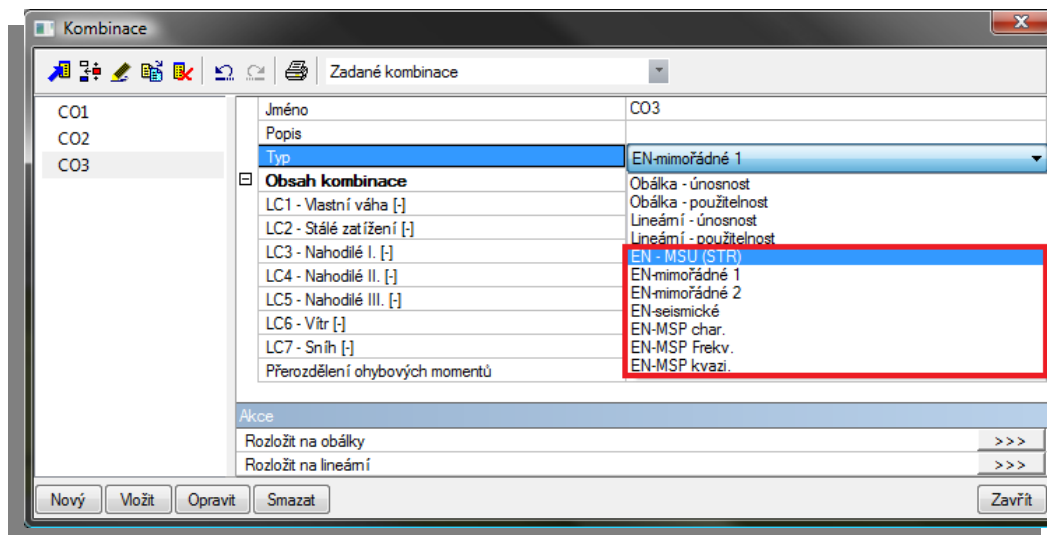 Kombinace
Zadané kombinace
CO1
CO2
CO3
Jméno CO3
Popis
Typ EN-mimořádné 1
Obálka - únosnost
Obálka - použitelnost
Lineární - únosnost
Lineární - použitelnost
EN - MSÚ (STR)
EN-mimořádné 1
EN-mimořádné 2
EN-seismické
EN-MSP char.
EN-MSP Frekv.
EN-MSP kvazi.
Obsah kombinace
LC1 - Vlastní váha [-]
LC2 - Stálé zatížení [-]
LC3 - Nahodilé I. [-]
LC4 - Nahodilé II. [-]
LC5 - Nahodilé III. [-]
LC6 - Vítr [-]
LC7 - Sníh [-]
Přerozdělení ohybových momentů
Akce
Rozložit na obálky >>>
Rozložit na lineární >>>
Nový Vložit Opravit Smazat Zavřít